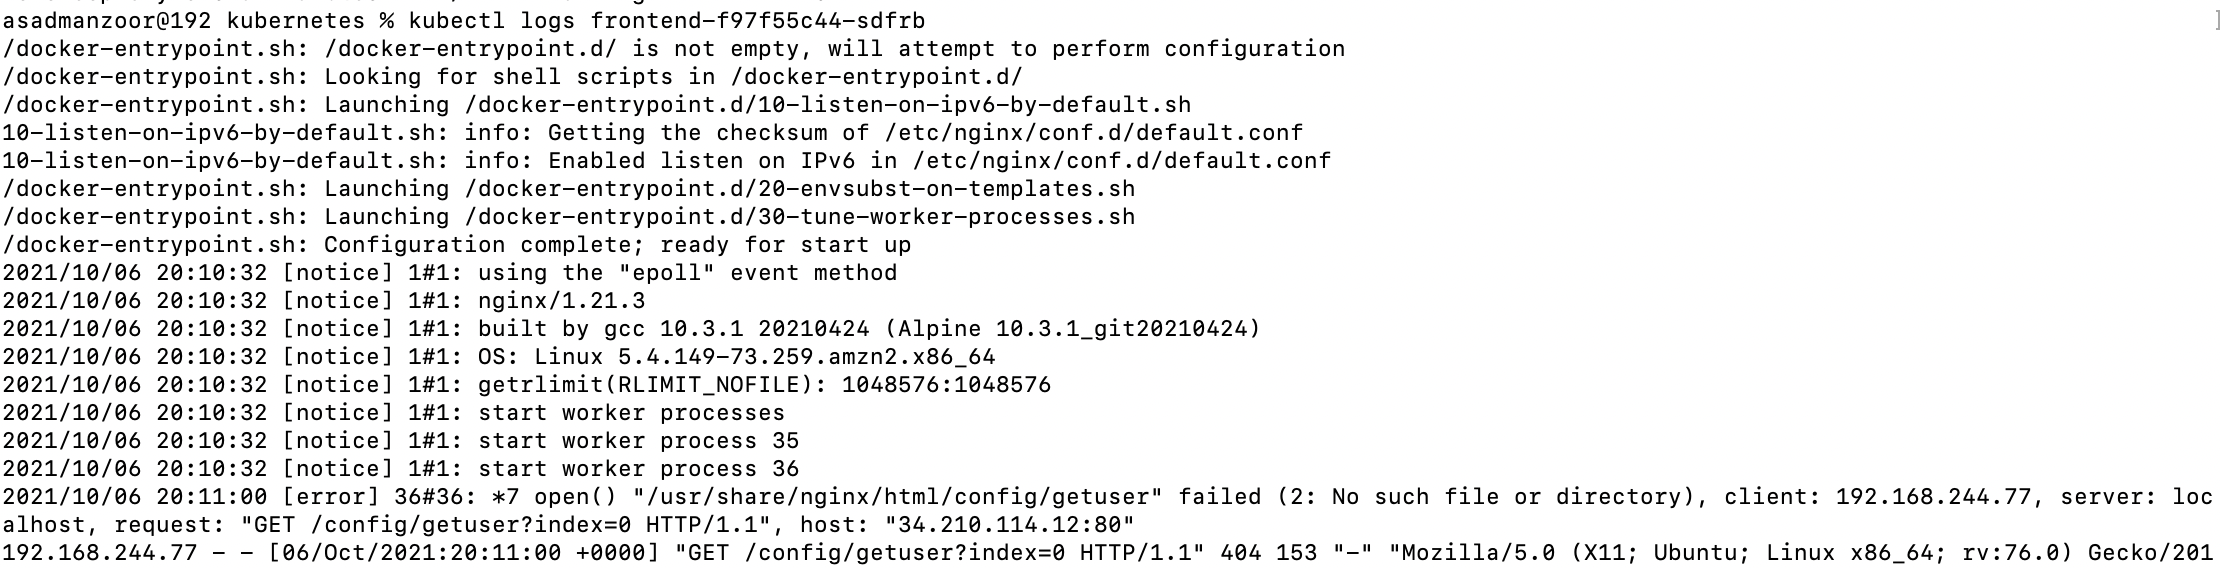 asadmanzoor@192 kubernetes % kubectl logs frontend-f97f55c44-sdfrb
/docker-entrypoint.sh: /docker-entrypoint.d/ is not empty, will attempt to perform configuration
/docker-entrypoint.sh: Looking for shell scripts in /docker-entrypoint.d/
/docker-entrypoint.sh: Launching /docker-entrypoint.d/10-listen-on-ipv6-by-default.sh
10-listen-on-ipv6-by-default.sh: info: Getting the checksum of /etc/nginx/conf.d/default.conf
10-listen-on-ipv6-by-default.sh: info: Enabled listen on IPv6 in /etc/nginx/conf.d/default.conf
/docker-entrypoint.sh: Launching /docker-entrypoint.d/20-envsubst-on-templates.sh
/docker-entrypoint.sh: Launching /docker-entrypoint.d/30-tune-worker-processes.sh
/docker-entrypoint.sh: Configuration complete; ready for start up
2021/10/06 20:10:32 [notice] 1#1: using the "epoll" event method
2021/10/06 20:10:32 [notice] 1#1: nginx/1.21.3
2021/10/06 20:10:32 [notice] 1#1: built by gcc 10.3.1 20210424 (Alpine 10.3.1_git20210424)
2021/10/06 20:10:32 [notice] 1#1: OS: Linux 5.4.149-73.259.amzn2.x86_64
2021/10/06 20:10:32 [notice] 1#1: getrlimit(RLIMIT_NOFILE): 1048576:1048576
2021/10/06 20:10:32 [notice] 1#1: start worker processes
2021/10/06 20:10:32 [notice] 1#1: start worker process 35
2021/10/06 20:10:32 [notice] 1#1: start worker process 36
2021/10/06 20:11:00 [error] 36#36: *7 open() "/usr/share/nginx/html/config/getuser" failed (2: No such file or directory), client: 192.168.244.77, server: loc
alhost, request: "GET /config/getuser?index=0 HTTP/1.1", host: "34.210.114.12:80"
192.168.244.77 - - [06/Oct/2021:20:11:00 +0000] "GET /config/getuser?index=0 HTTP/1.1" 404 153 "-" "Mozilla/5.0 (X11; Ubuntu; Linux x86_64; rv:76.0) Gecko/201